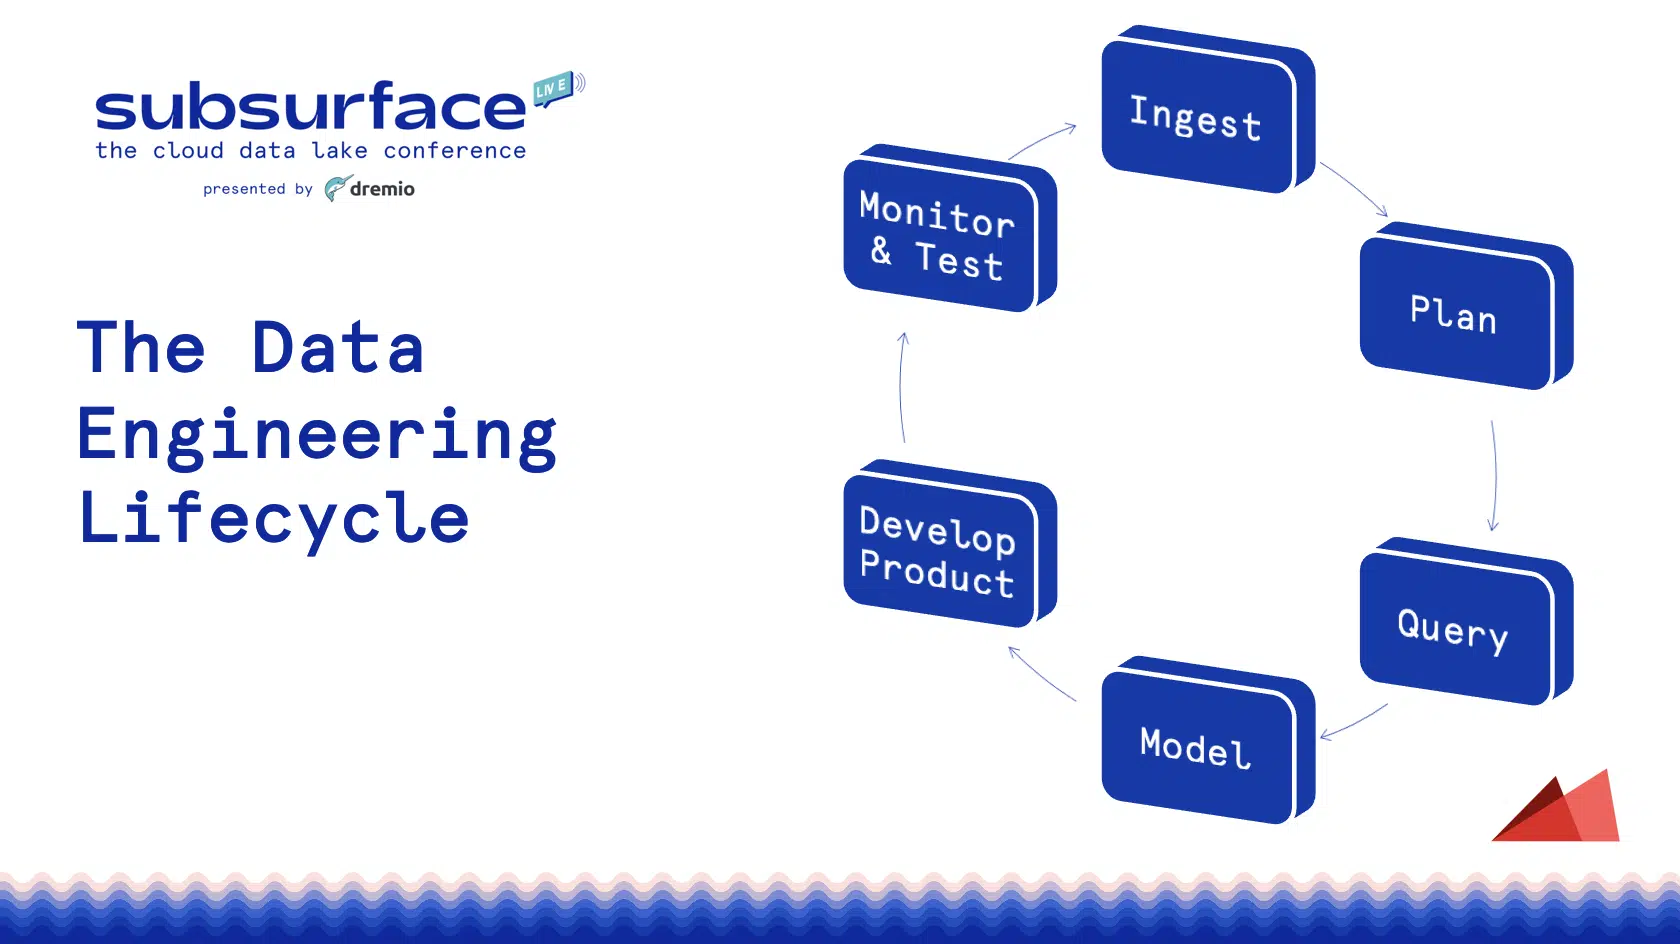 subsurface
LIVE
the cloud data lake conference
presented by dremio
The Data
Engineering
Lifecycle
Ingest
Plan
Query
Model
Develop
Product
Monitor
& Test